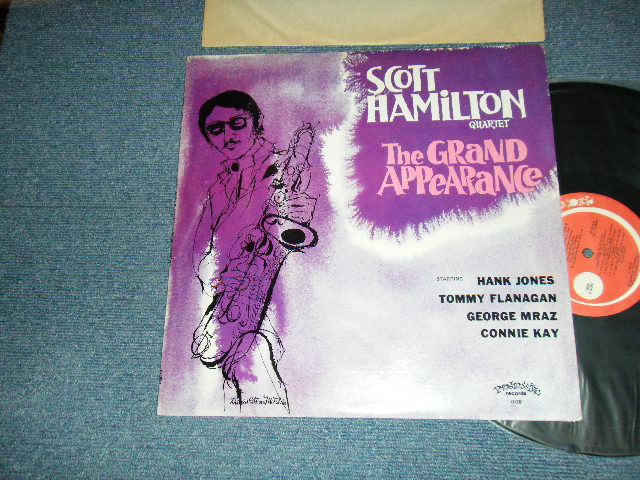 SCOTT
HAMILTON
QUARTET
The GRAND
APPEARANCE
STARRING HANK JONES
TOMMY FLANAGAN
GEORGE MRAZ
CONNIE KAY
records